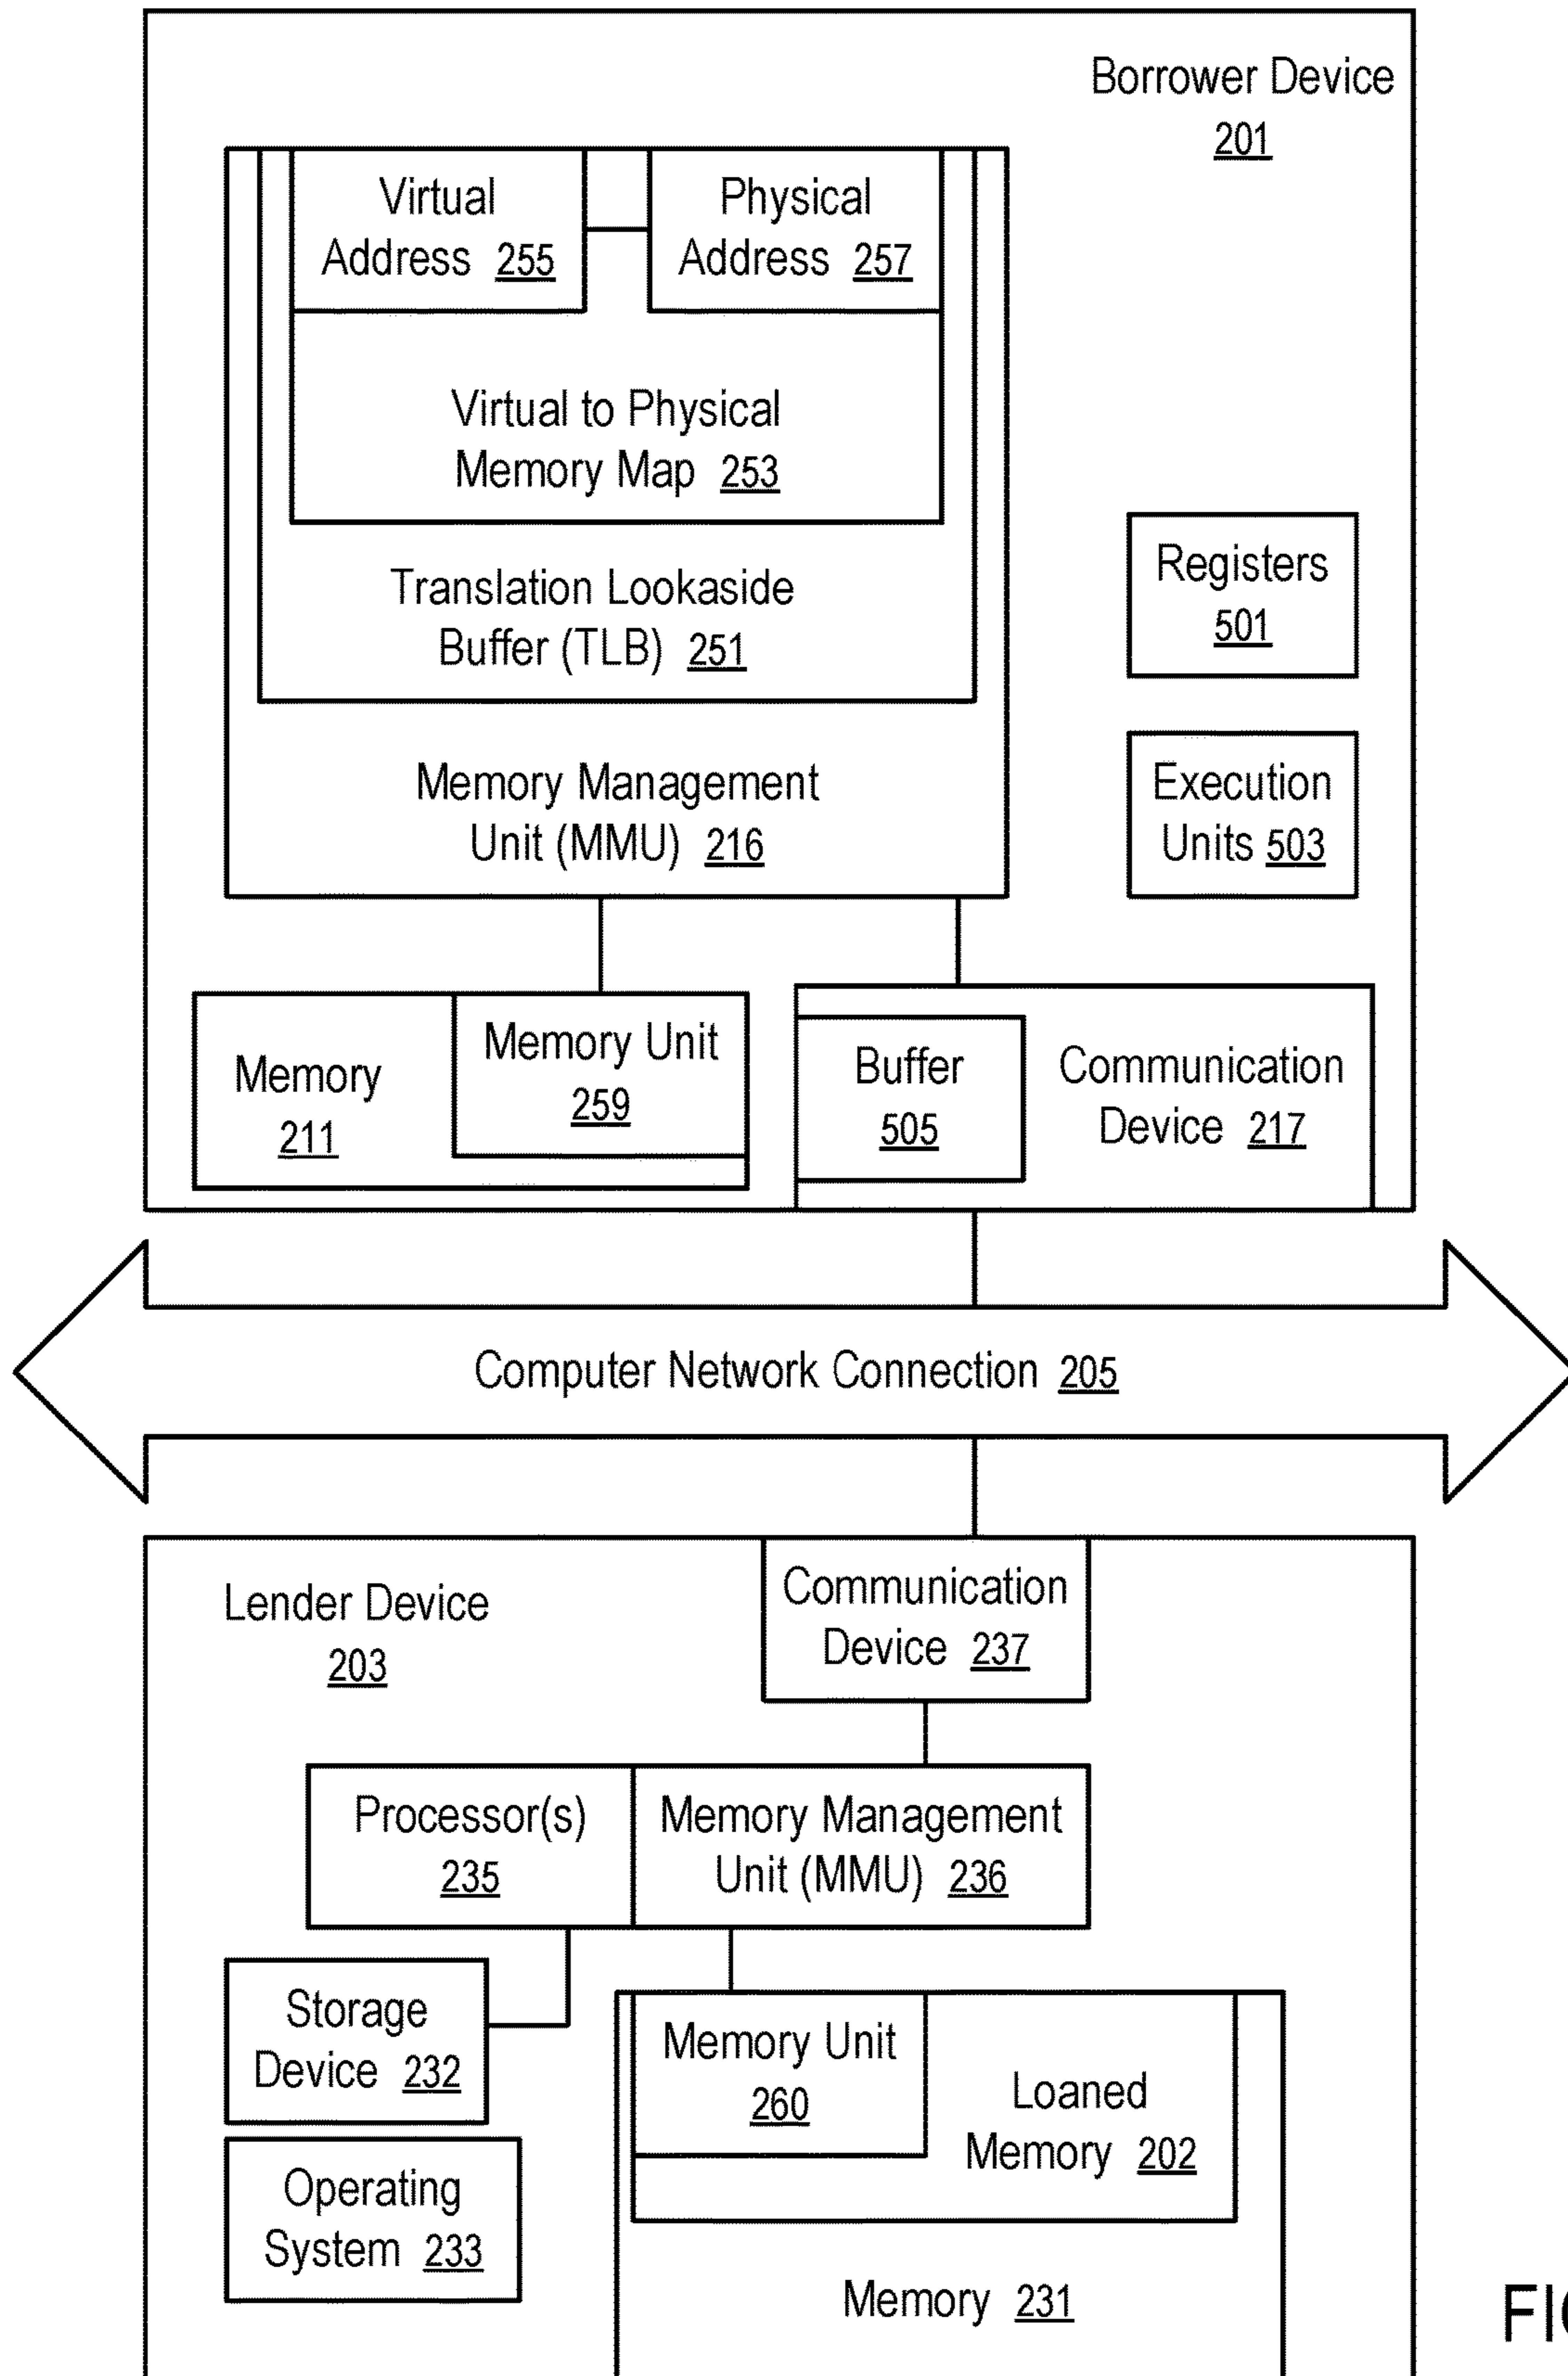 Borrower Device
201
Virtual
Address 255
Physical
Address 257
Virtual to Physical
Memory Map 253
Translation Lookaside
Buffer (TLB) 251
Registers
501
Memory Management
Unit (MMU) 216
Execution
Units 503
Memory
211
Memory Unit
259
Buffer
505
Communication
Device 217
Computer Network Connection 205
Lender Device
203
Communication
Device 237
Processor(s)
235
Memory Management
Unit (MMU) 236
Storage
Device 232
Memory Unit
260
Loaned
Memory 202
Operating
System 233
Memory 231